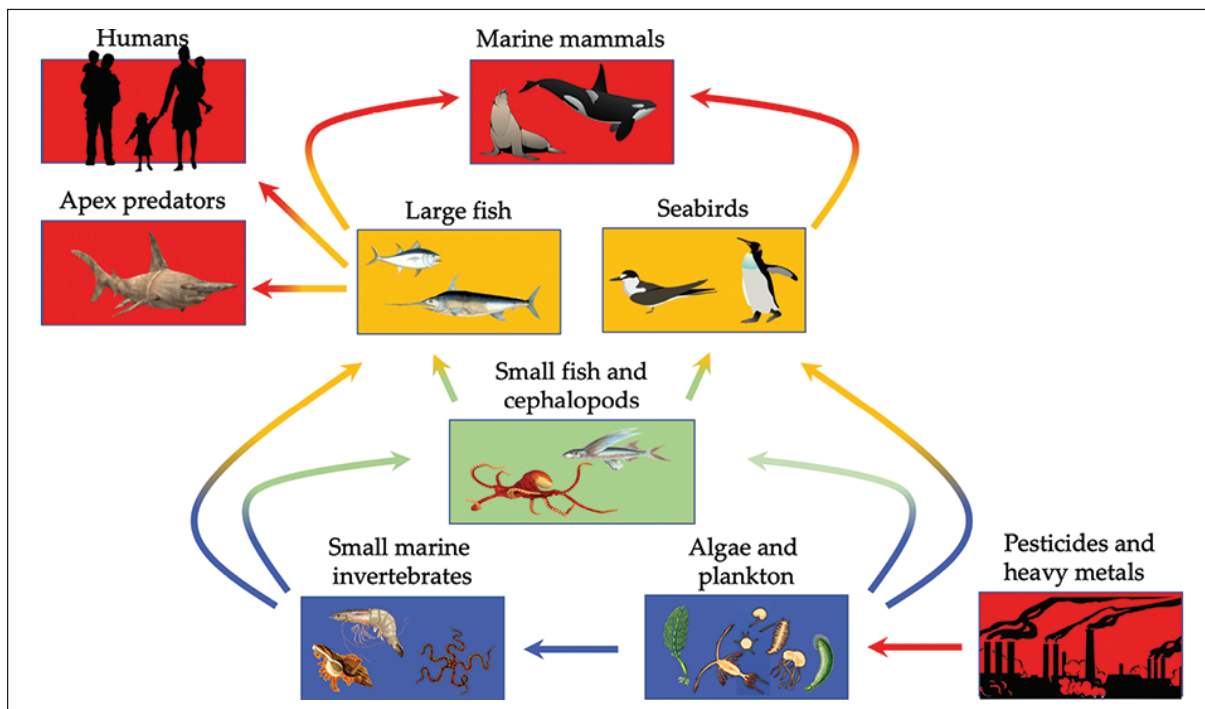 Humans
Marine mammals
Apex predators
Large fish
Seabirds
Small fish and
cephalopods
Small marine
invertebrates
Algae and
plankton
Pesticides and
heavy metals